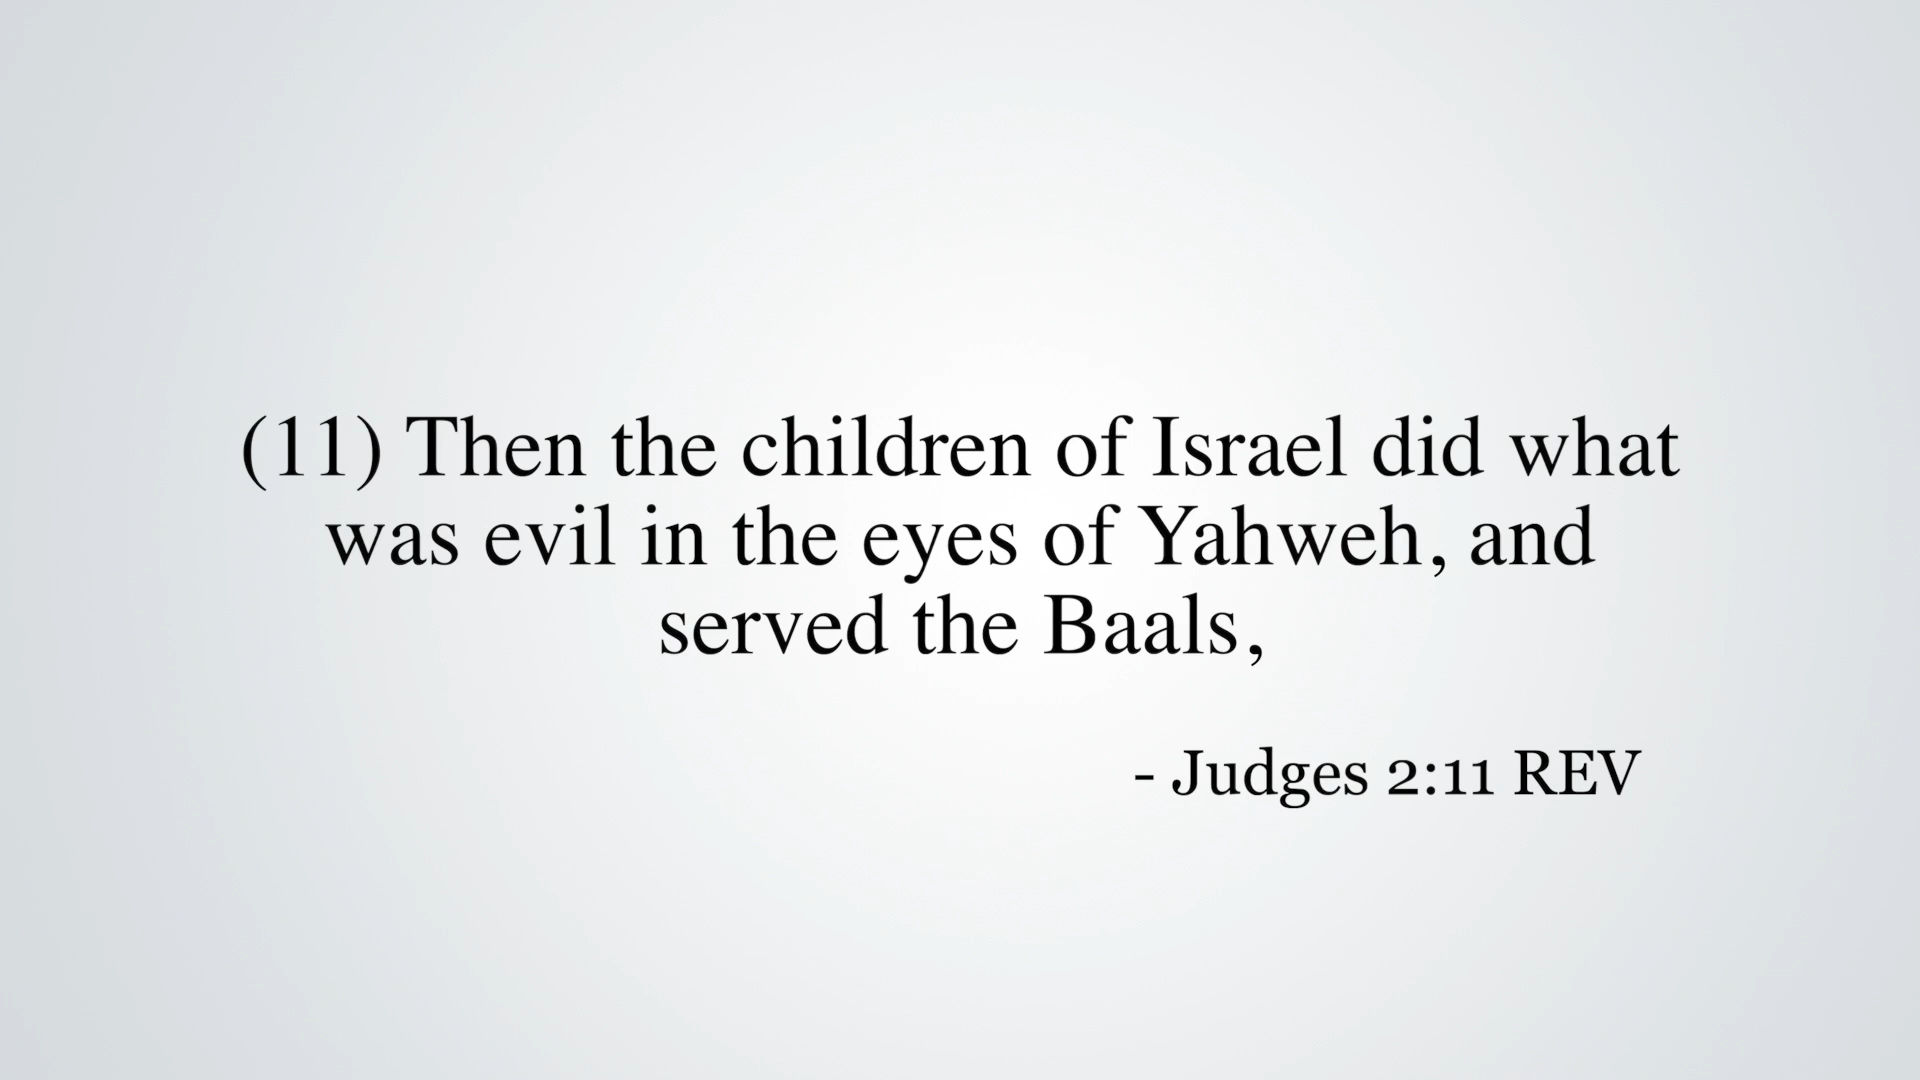 (11) Then the children of Israel did what
was evil in the eyes of Yahweh, and
served the Baals,
- Judges 2:11 REV